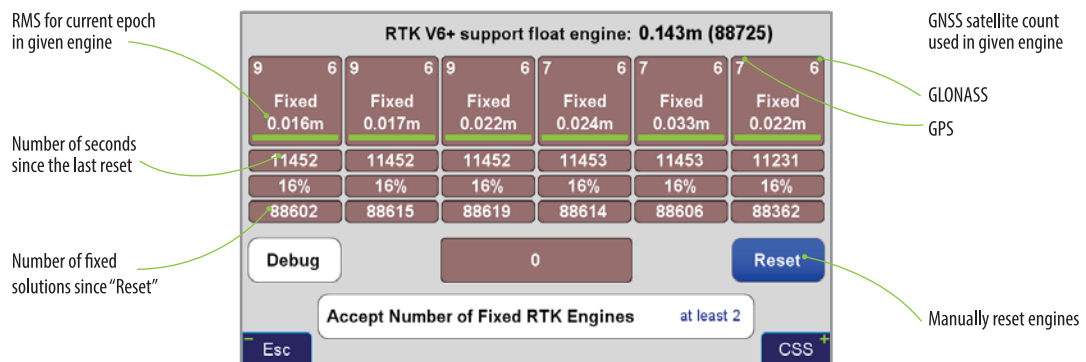 RMS for current epoch
in given engine
Number of seconds
since the last reset
Number of fixed
solutions since "Reset"
RTK V6+ support float engine: 0.143m (88725)
9 6 9 6 9 6 7 6 7 6 7 6
Fixed Fixed Fixed Fixed Fixed Fixed
0.016m 0.017m 0.022m 0.024m 0.033m 0.022m
11452 11452 11452 11453 11453 11231
16% 16% 16% 16% 16% 16%
88602 88615 88619 88614 88606 88362
Debug 0 Reset
Accept Number of Fixed RTK Engines at least 2
- Esc CSS +
GNSS satellite count
used in given engine
GLONASS
GPS
Manually reset engines